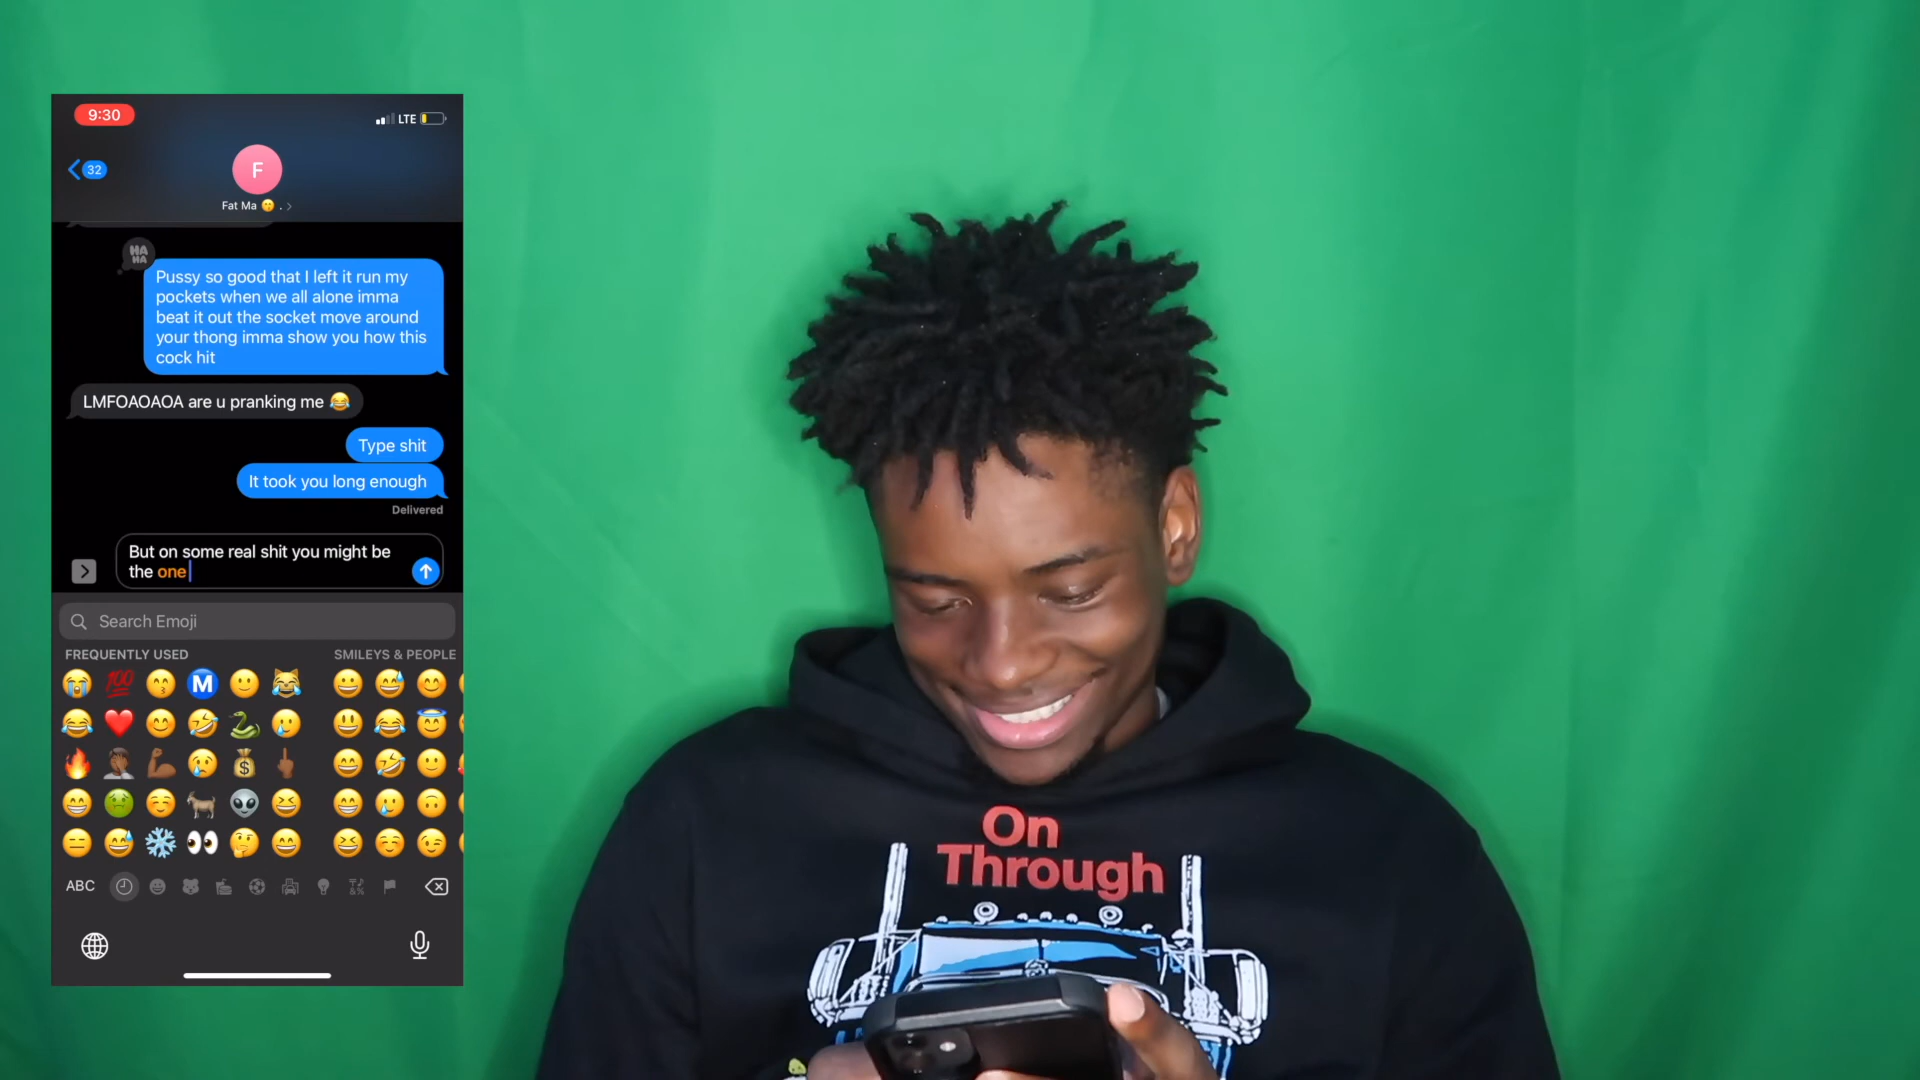 9:30
LTE
32
F
Fat Ma 😗 . >
HA
HA
Pussy so good that I left it run my
pockets when we all alone imma
beat it out the socket move around
your thong imma show you how this
cock hit
LMFOAOAOA are u pranking me 😂
Type shit
It took you long enough
Delivered
But on some real shit you might be
the one
Search Emoji
FREQUENTLY USED
SMILEYS & PEOPLE
ABC
On
Through